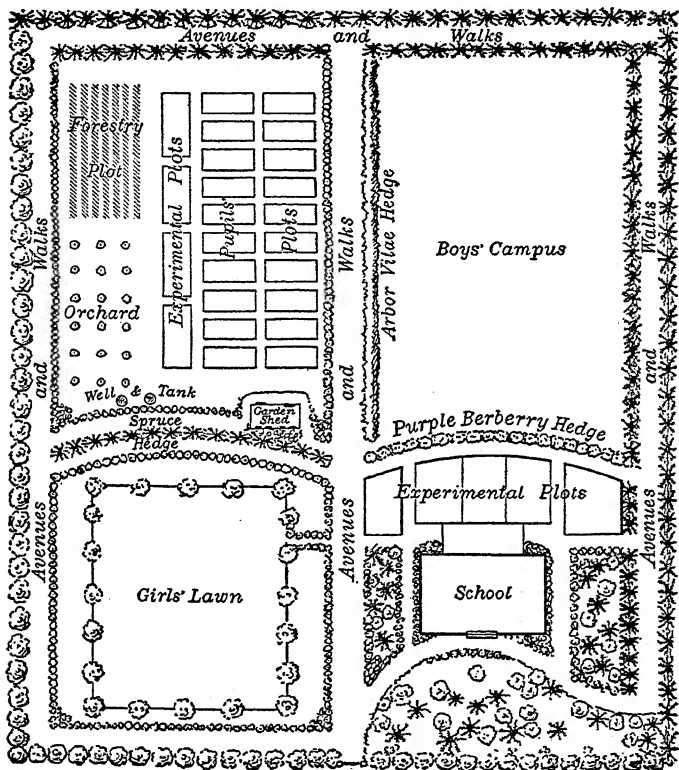 Avenues and Walks
Forestry
Plot
Experimental Plots
Pupils'
Plots
Walks
and
Avenues
Walks
and
Avenues
Arbor Vitae Hedge
Boys' Campus
Walks
and
Avenues
Orchard
Well & Tank
Garden
Shed
Spruce
Hedge
Purple Berberry Hedge
Experimental Plots
Girls' Lawn
School